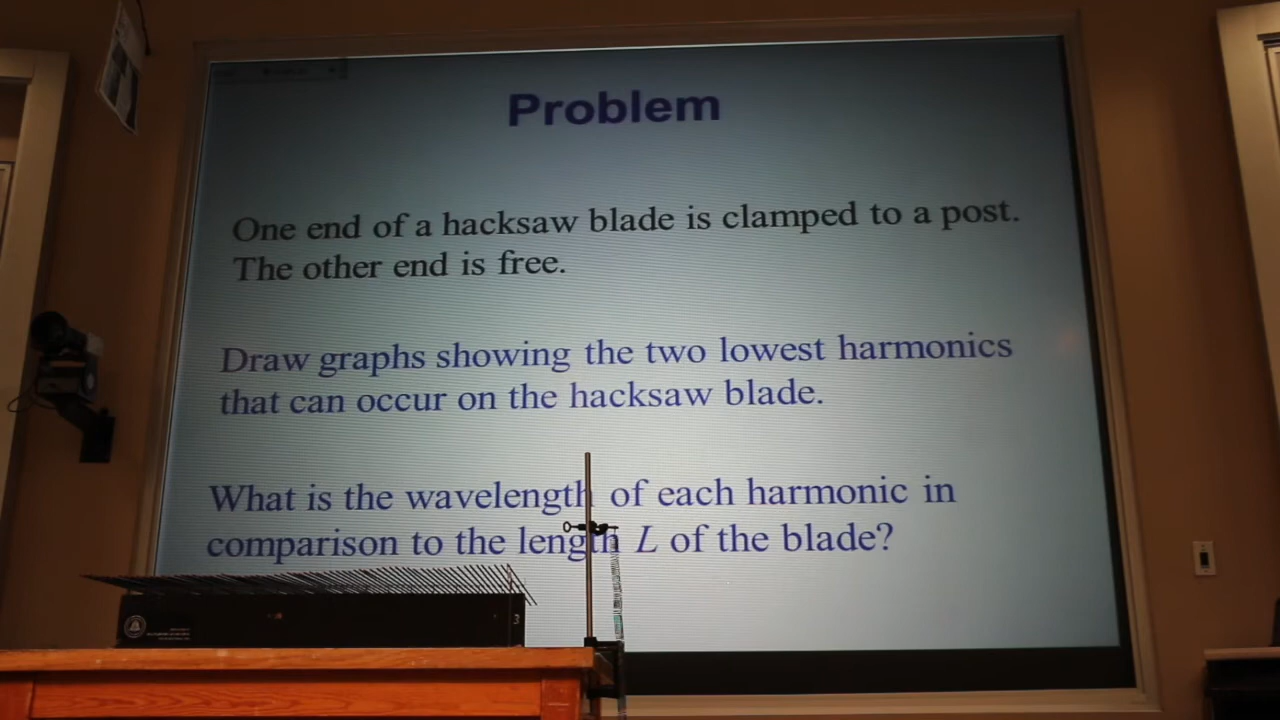 Problem
One end of a hacksaw blade is clamped to a post.
The other end is free.
Draw graphs showing the two lowest harmonics
that can occur on the hacksaw blade.
What is the wavelength of each harmonic in
comparison to the length L of the blade?
3